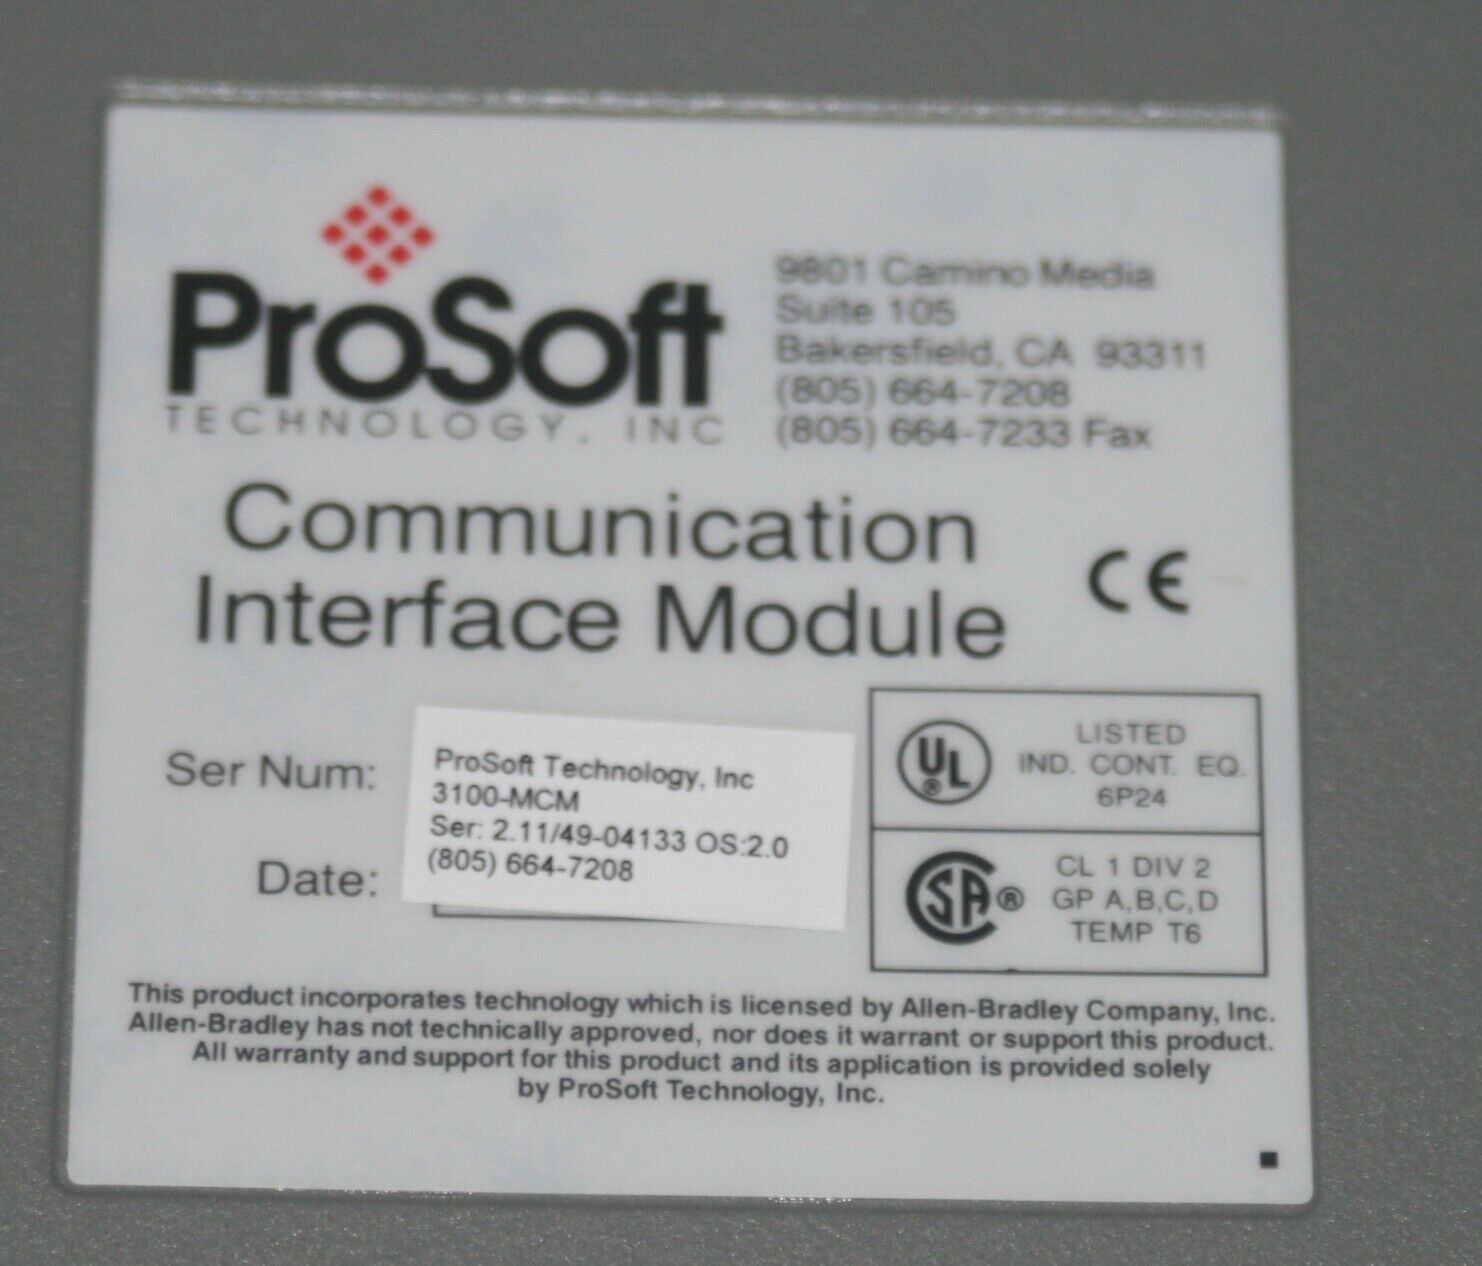 ProSoft
TECHNOLOGY, INC
9801 Camino Media
Suite 105
Bakersfield, CA 93311
(805) 664-7208
(805) 664-7233 Fax
Communication
Interface Module
CE
Ser Num:
Date:
ProSoft Technology, Inc
3100-MCM
Ser: 2.11/49-04133 OS:2.0
(805) 664-7208
UL®
LISTED
IND. CONT. EQ.
6P24
SA®
CL 1 DIV 2
GP A,B,C,D
TEMP T6
This product incorporates technology which is licensed by Allen-Bradley Company, Inc.
Allen-Bradley has not technically approved, nor does it warrant or support this product.
All warranty and support for this product and its application is provided solely
by ProSoft Technology, Inc.